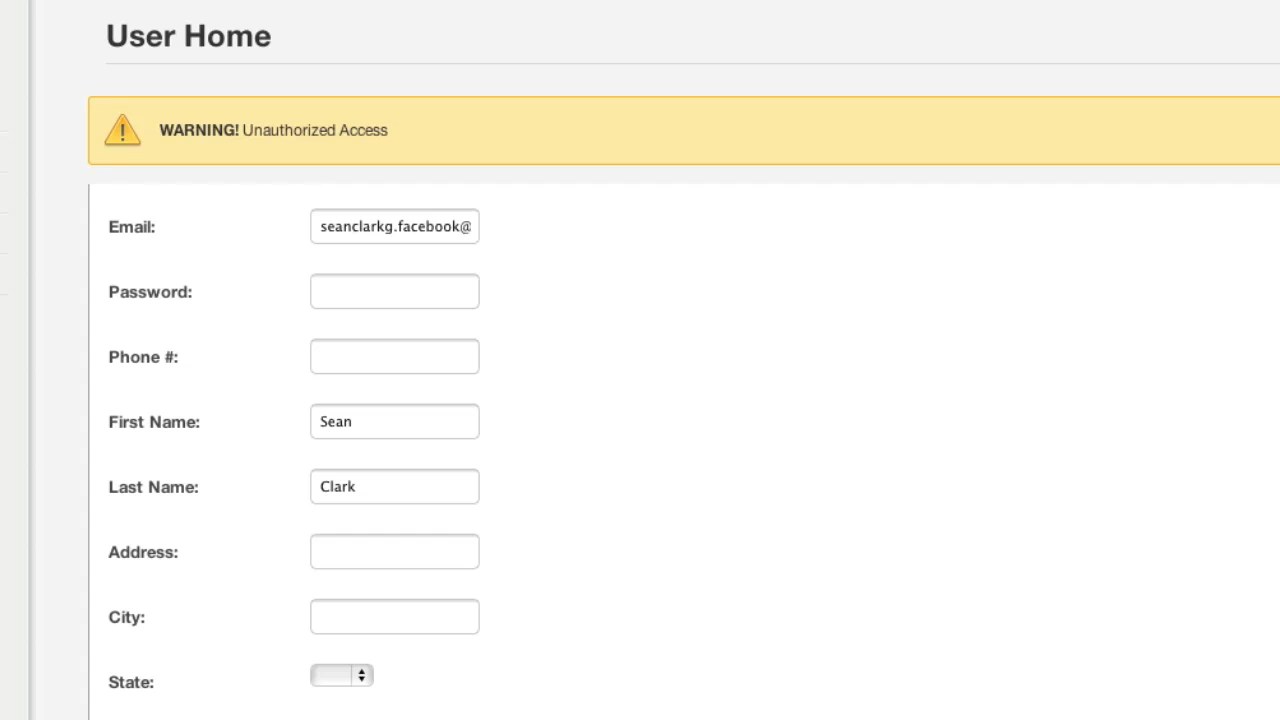 User Home
WARNING! Unauthorized Access
Email: seanclarkg.facebook@
Password:
Phone #:
First Name: Sean
Last Name: Clark
Address:
City:
State: